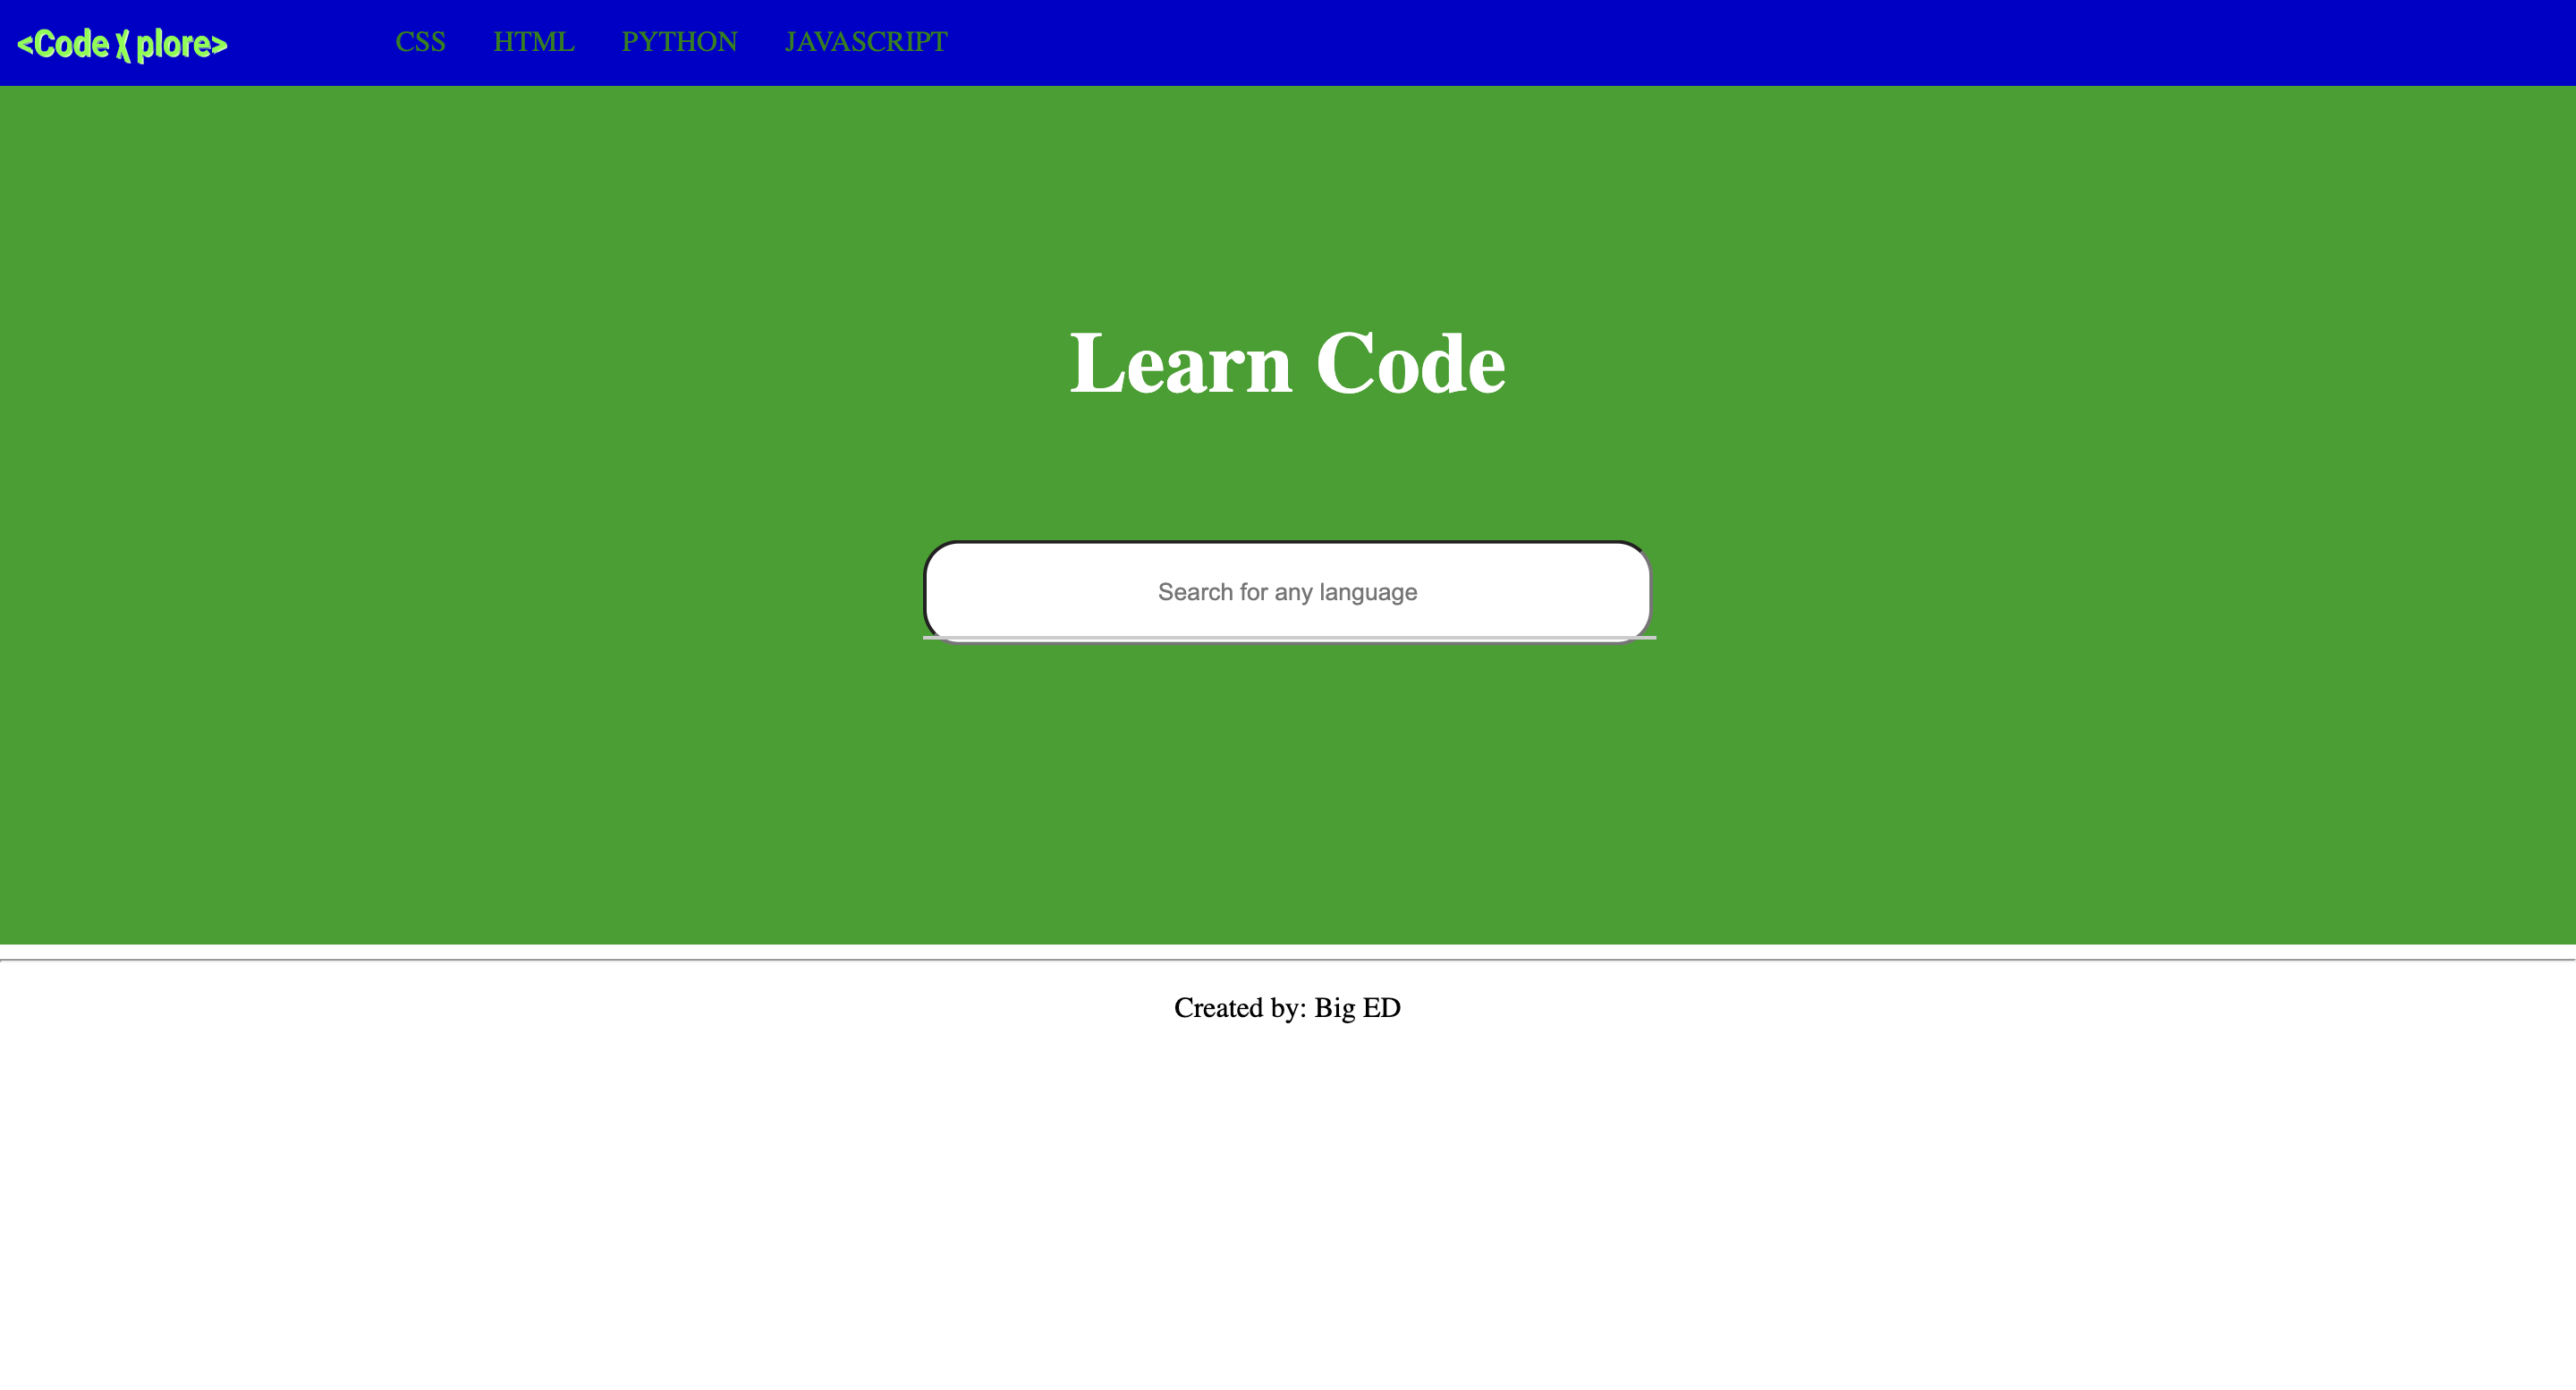 <Code X plore> CSS HTML PYTHON JAVASCRIPT
Learn Code
Search for any language
Created by: Big ED